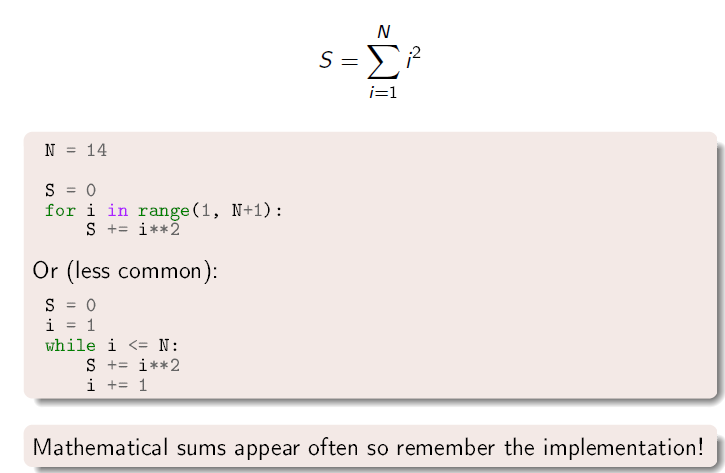 S = \sum_{i=1}^{N} i^2
N = 14
S = 0
for i in range(1, N+1):
    S += i**2
Or (less common):
S = 0
i = 1
while i <= N:
    S += i**2
    i += 1
Mathematical sums appear often so remember the implementation!